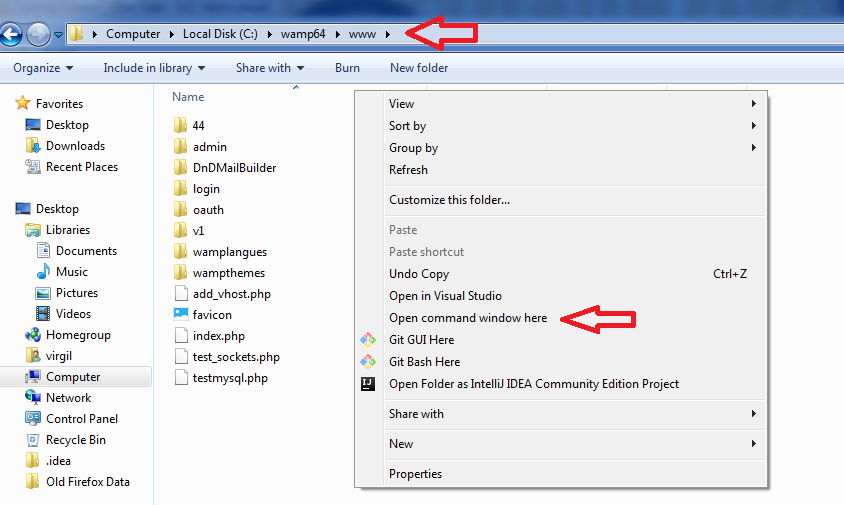 Computer Local Disk (C:) wamp64 www
Organize Include in library Share with Burn New folder
Favorites
Desktop
Downloads
Recent Places
Desktop
Libraries
Documents
Music
Pictures
Videos
Homegroup
virgil
Computer
Network
Control Panel
Recycle Bin
.idea
Old Firefox Data
Name
44
admin
DnDMailBuilder
login
oauth
v1
wamplangues
wampthemes
add_vhost.php
favicon
index.php
test_sockets.php
testmysql.php
View
Sort by
Group by
Refresh
Customize this folder...
Paste
Paste shortcut
Undo Copy Ctrl+Z
Open in Visual Studio
Open command window here
Git GUI Here
Git Bash Here
IJ Open Folder as IntelliJ IDEA Community Edition Project
Share with
New
Properties